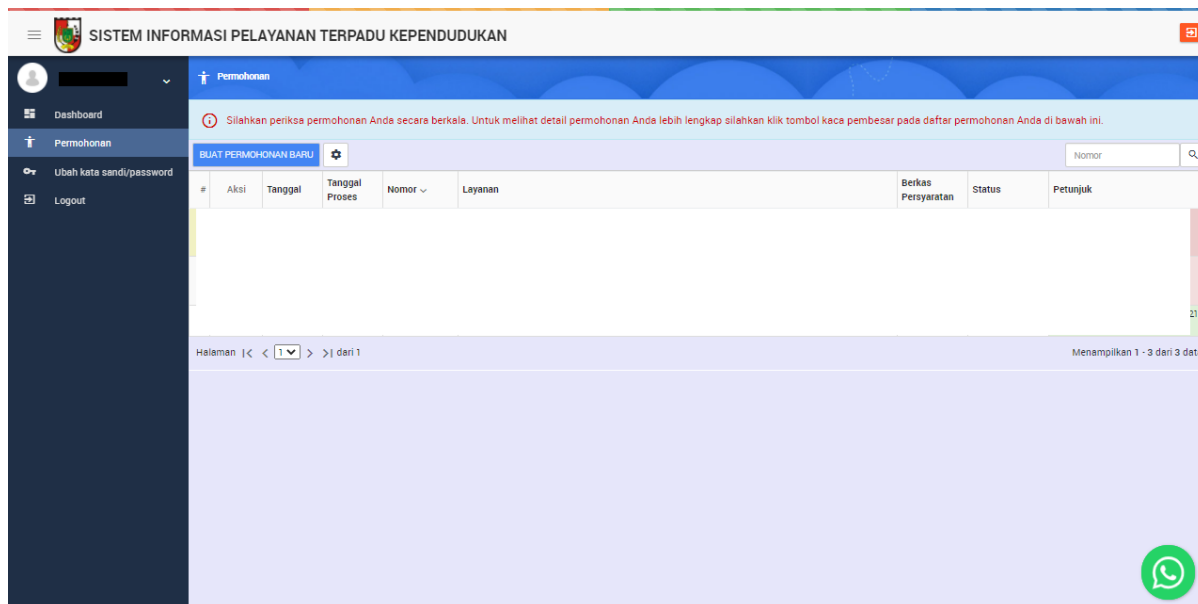 SISTEM INFORMASI PELAYANAN TERPADU KEPENDUDUKAN
Dashboard
Permohonan
Ubah kata sandi/password
Logout
Permohonan
Silahkan periksa permohonan Anda secara berkala. Untuk melihat detail permohonan Anda lebih lengkap silahkan klik tombol kaca pembesar pada daftar permohonan Anda di bawah ini.
BUAT PERMOHONAN BARU
Nomor
# Aksi Tanggal Tanggal Proses Nomor Layanan Berkas Persyaratan Status Petunjuk
21
Halaman |< < 1 > >| dari 1
Menampilkan 1 - 3 dari 3 dat